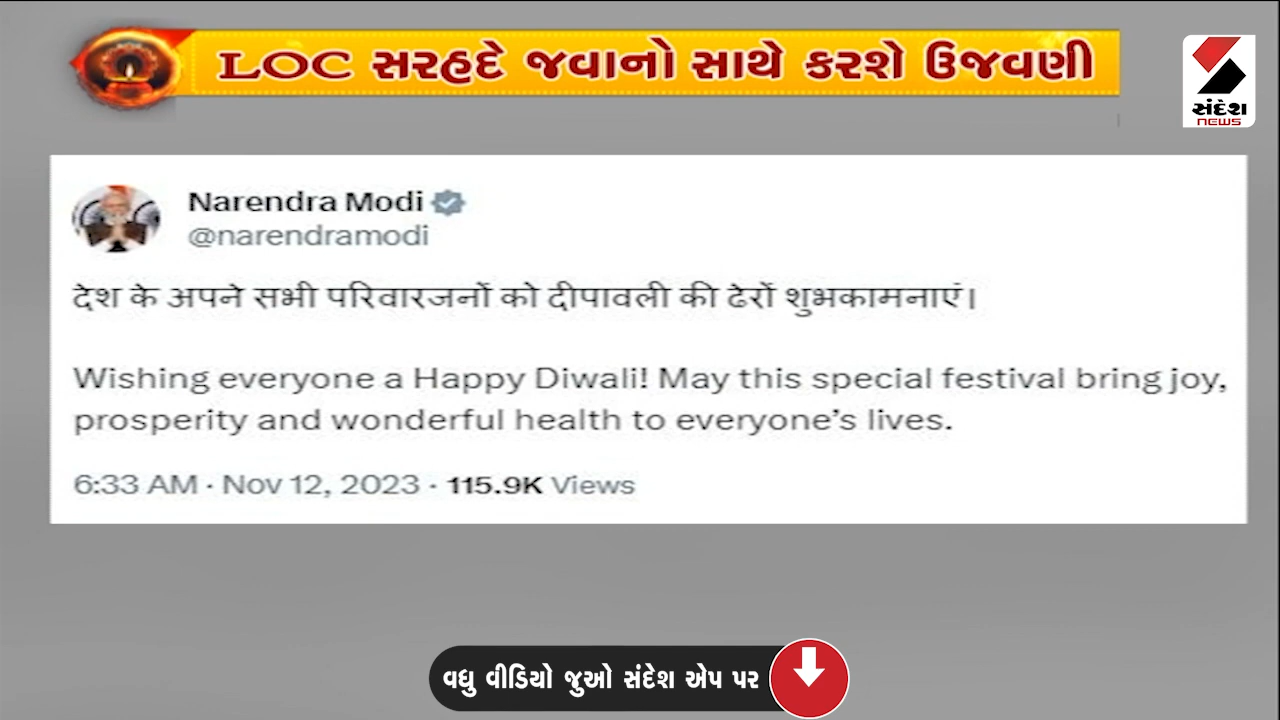 LOC સરહદે જવાનો સાથે કરશે ઉજવણી
સંદેશ
NEWS
Narendra Modi
@narendramodi
देश के अपने सभी परिवारजनों को दीपावली की ढेरों शुभकामनाएं।
Wishing everyone a Happy Diwali! May this special festival bring joy,
prosperity and wonderful health to everyone's lives.
6:33 AM · Nov 12, 2023 · 115.9K Views
વધુ વીડિયો જુઓ સંદેશ એપ પર